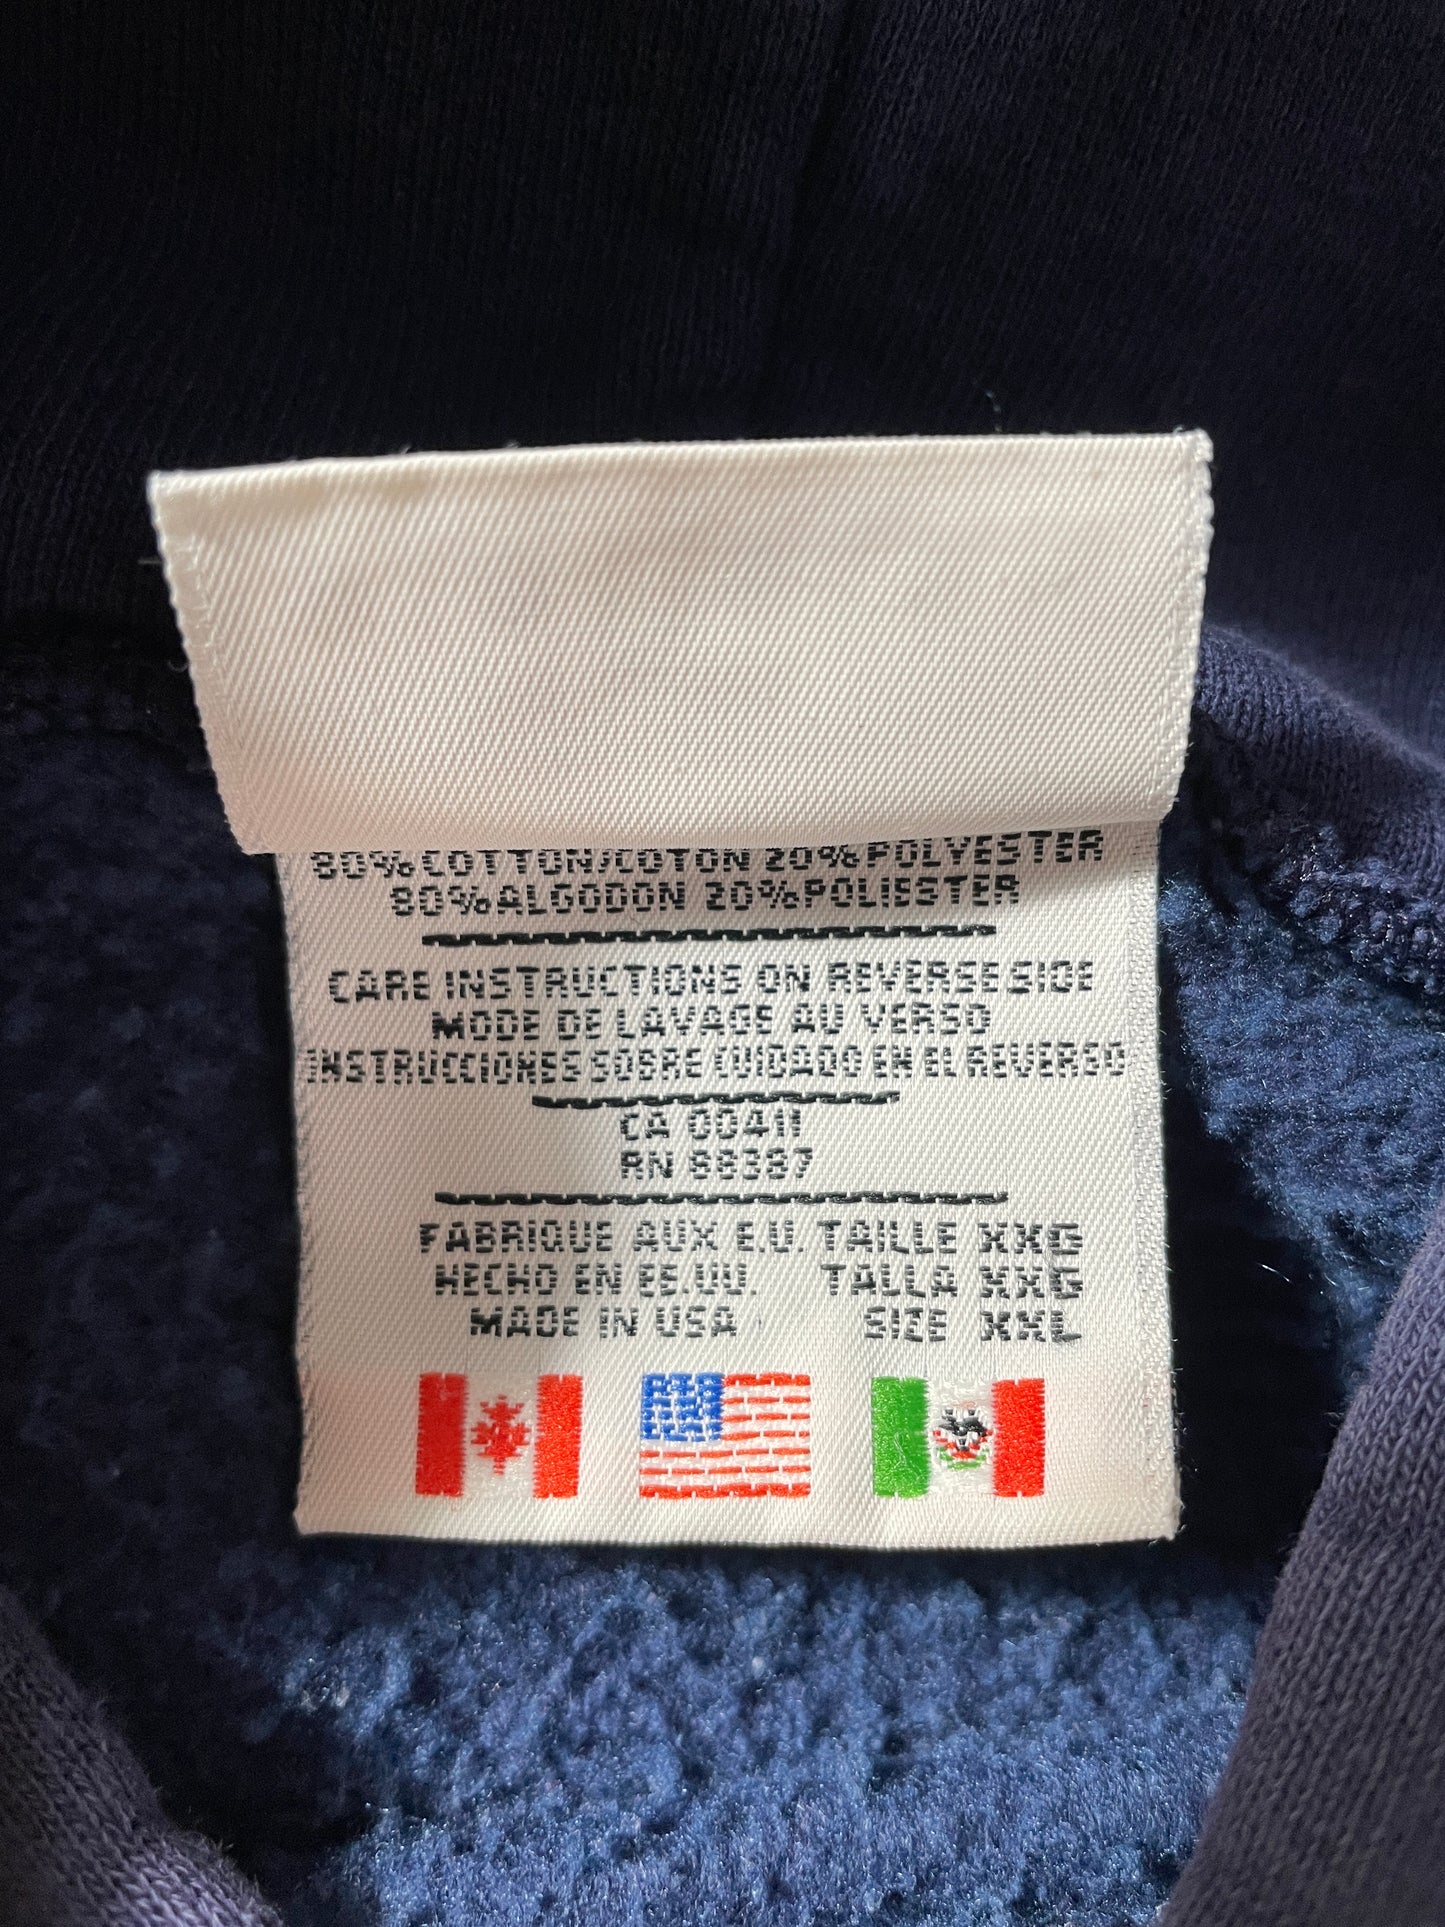 80% COTTON/COTON 20% POLYESTER
80% ALGODON 20% POLIESTER
CARE INSTRUCTIONS ON REVERSE SIDE
MODE DE LAVAGE AU VERSO
INSTRUCCIONES SOBRE CUIDADO EN EL REVERSO
CA 00411
RN 88387
FABRIQUE AUX E.U. TAILLE XXG
HECHO EN EE.UU. TALLA XXG
MADE IN USA SIZE XXL